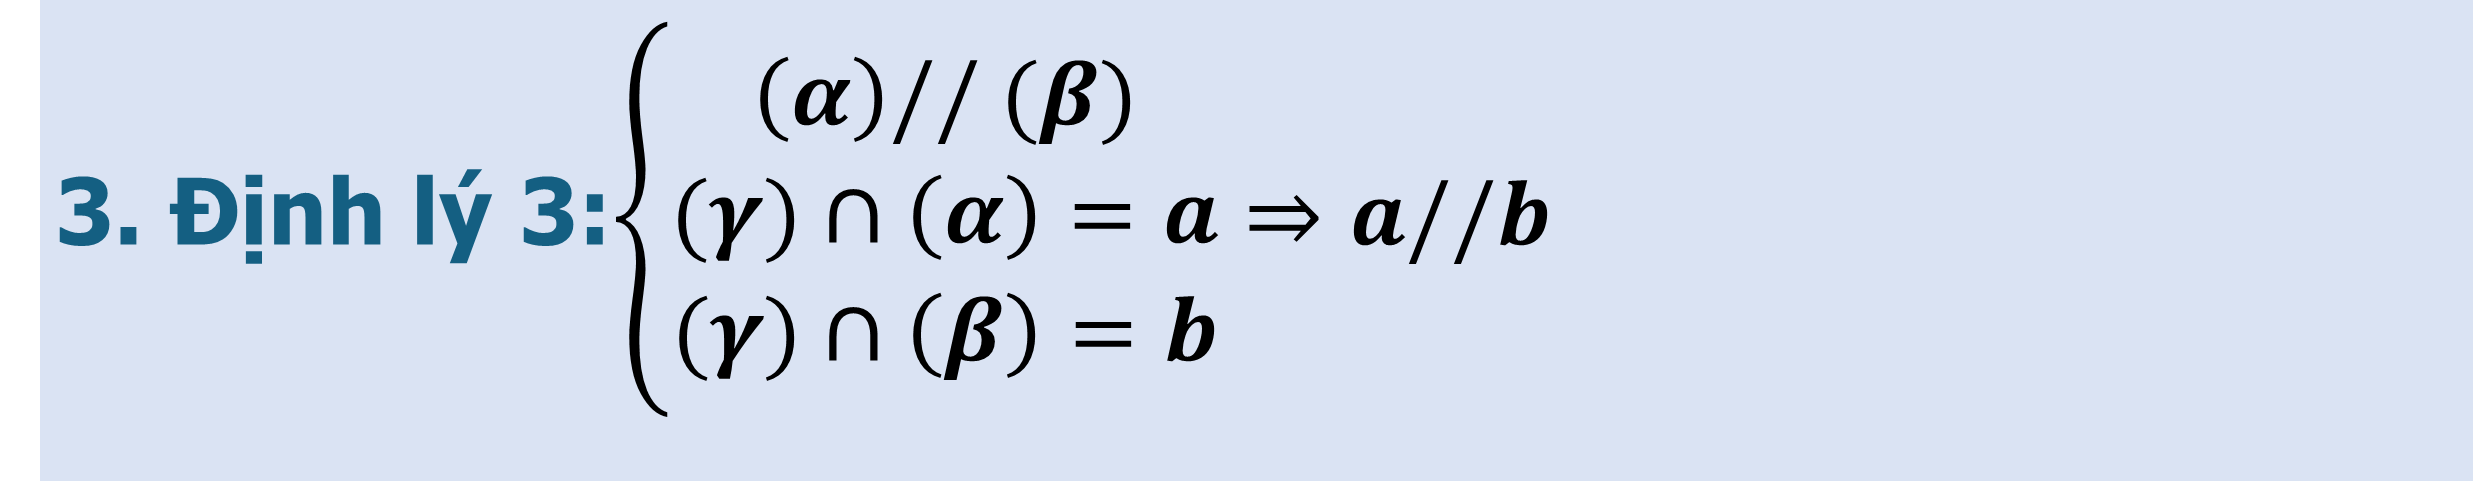 (α)// (β)
3. Định lý 3: { (γ) ∩ (α) = a ⇒ a//b
(γ) ∩ (β) = b